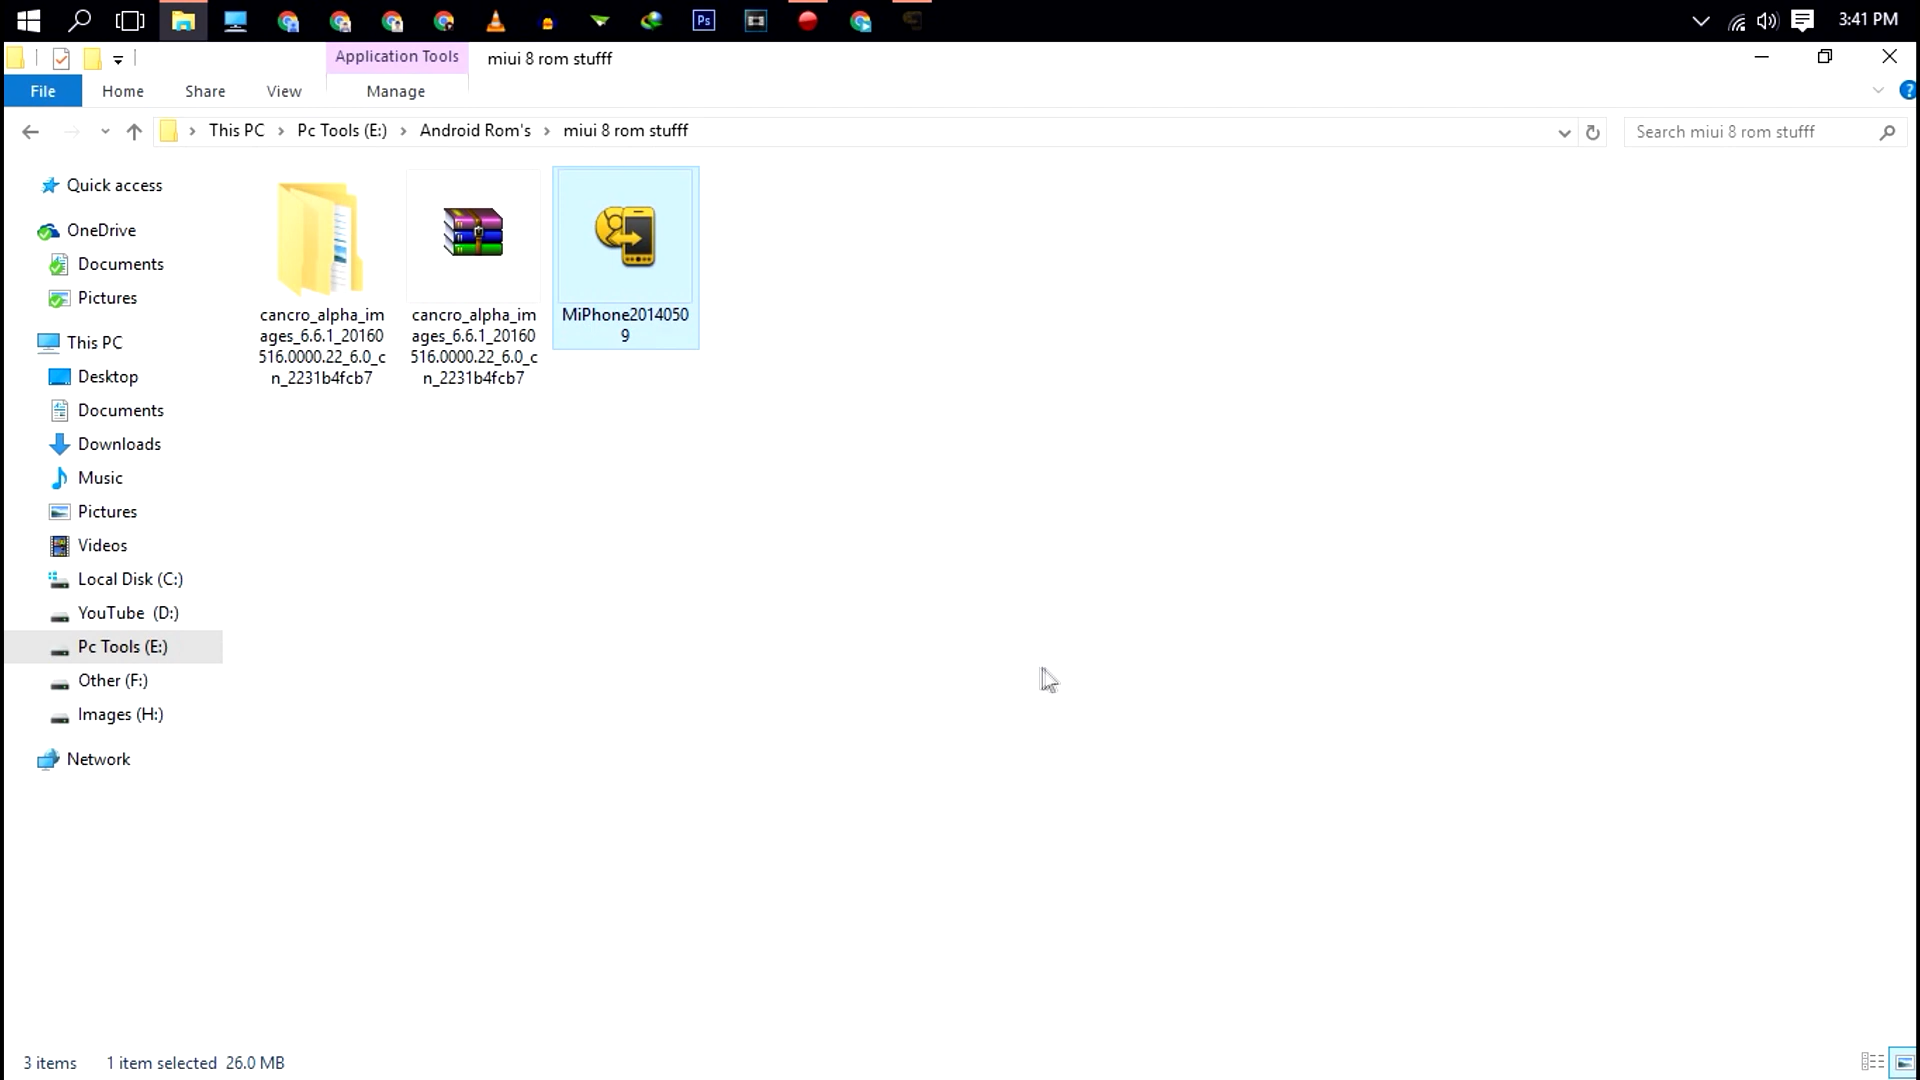 Ps
3:41 PM
Application Tools
miui 8 rom stufff
File
Home
Share
View
Manage
?
This PC
Pc Tools (E:)
Android Rom's
miui 8 rom stufff
Search miui 8 rom stufff
Quick access
OneDrive
Documents
Pictures
This PC
Desktop
Documents
Downloads
Music
Pictures
Videos
Local Disk (C:)
YouTube (D:)
Pc Tools (E:)
Other (F:)
Images (H:)
Network
cancro_alpha_im
ages_6.6.1_20160
516.0000.22_6.0_c
n_2231b4fcb7
cancro_alpha_im
ages_6.6.1_20160
516.0000.22_6.0_c
n_2231b4fcb7
MiPhone2014050
9
3 items
1 item selected 26.0 MB